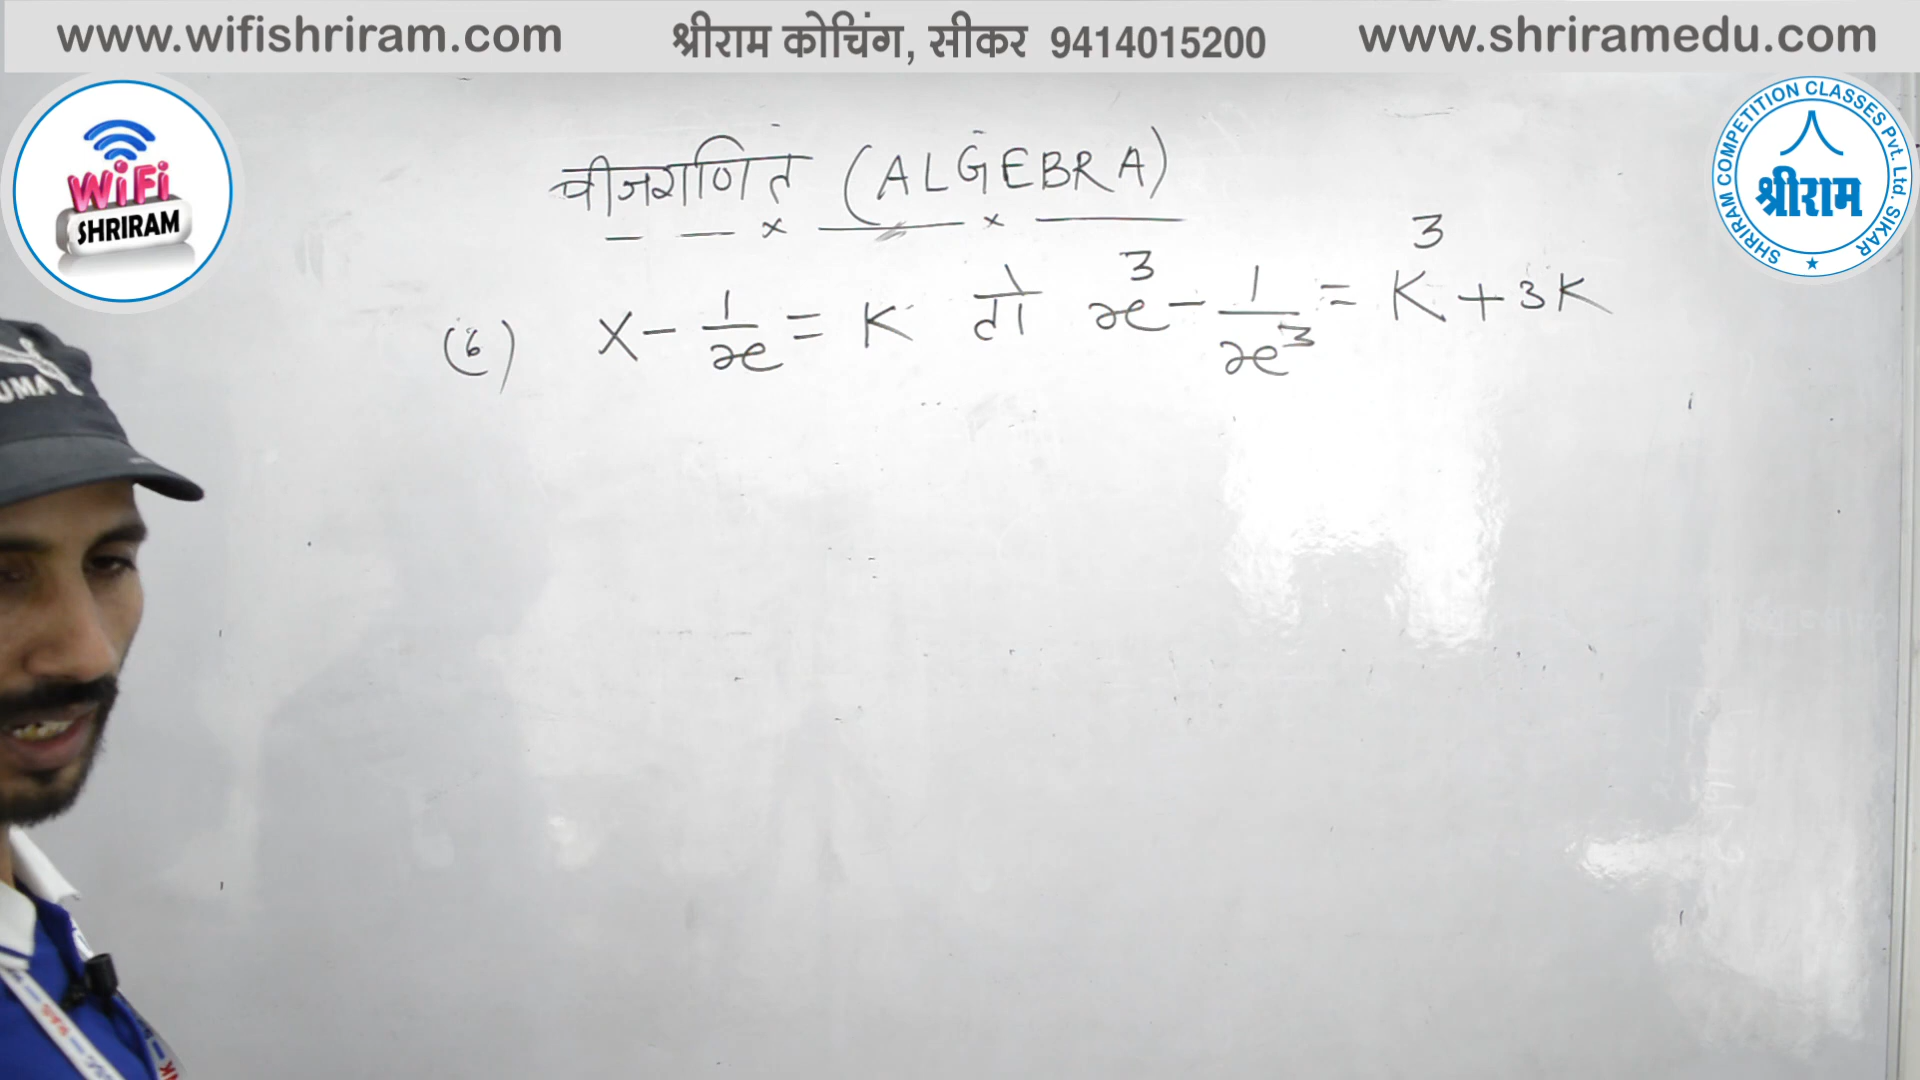 www.wifishriram.com श्रीराम कोचिंग, सीकर 9414015200 www.shriramedu.com
WiFi
SHRIRAM
SHRIRAM COMPETITION CLASSES Pvt. Ltd. SIKAR
श्रीराम
बीजगणित (ALGEBRA)
(6) x - 1/x = K तो x³ - 1/x³ = K³ + 3K
UMA